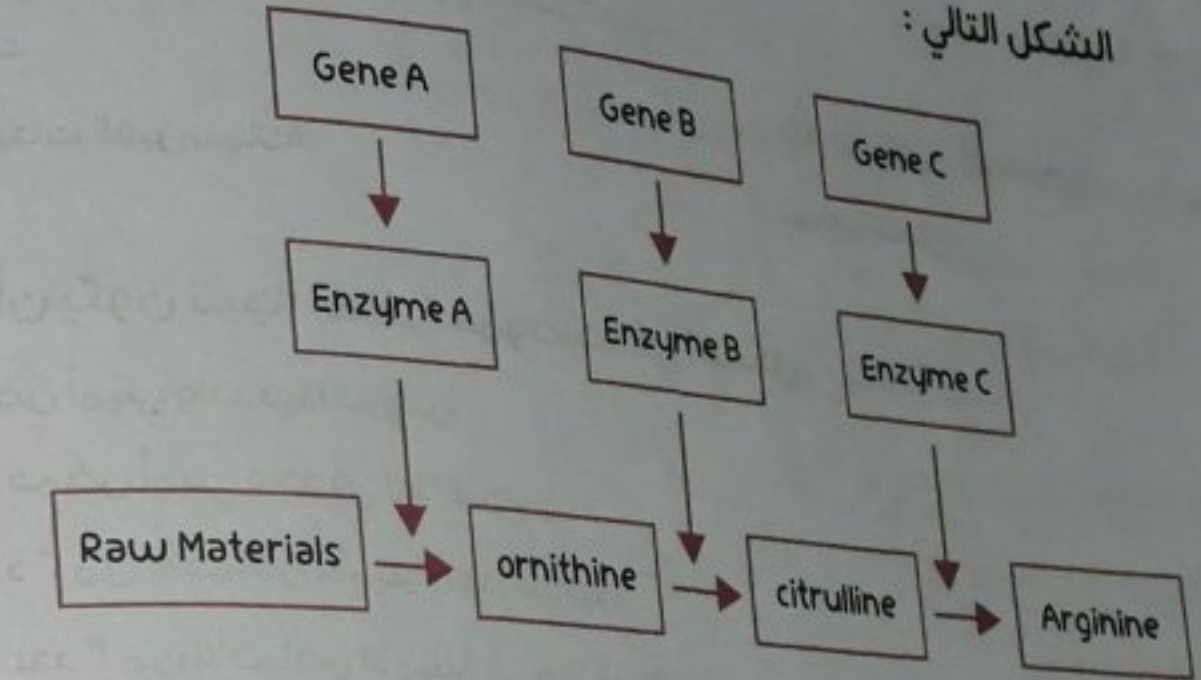 الشكل التالي :
Gene A
Gene B
Gene C
Enzyme A
Enzyme B
Enzyme C
Raw Materials
ornithine
citrulline
Arginine